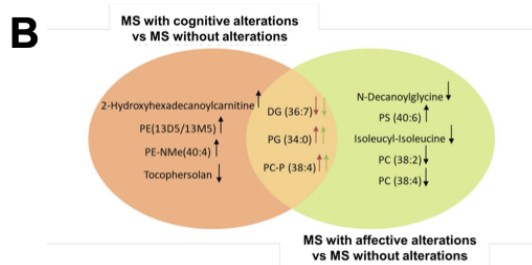 B
MS with cognitive alterations
vs MS without alterations
2-Hydroxyhexadecanoylcarnitine ↑
PE(13D5/13M5) ↑
PE-NMe(40:4) ↑
Tocophersolan ↓
DG (36:7) ↓↓
PG (34:0) ↑↑
PC-P (38:4) ↑↑
N-Decanoylglycine ↓
PS (40:6) ↑
Isoleucyl-Isoleucine ↓
PC (38:2) ↓
PC (38:4) ↓
MS with affective alterations
vs MS without alterations